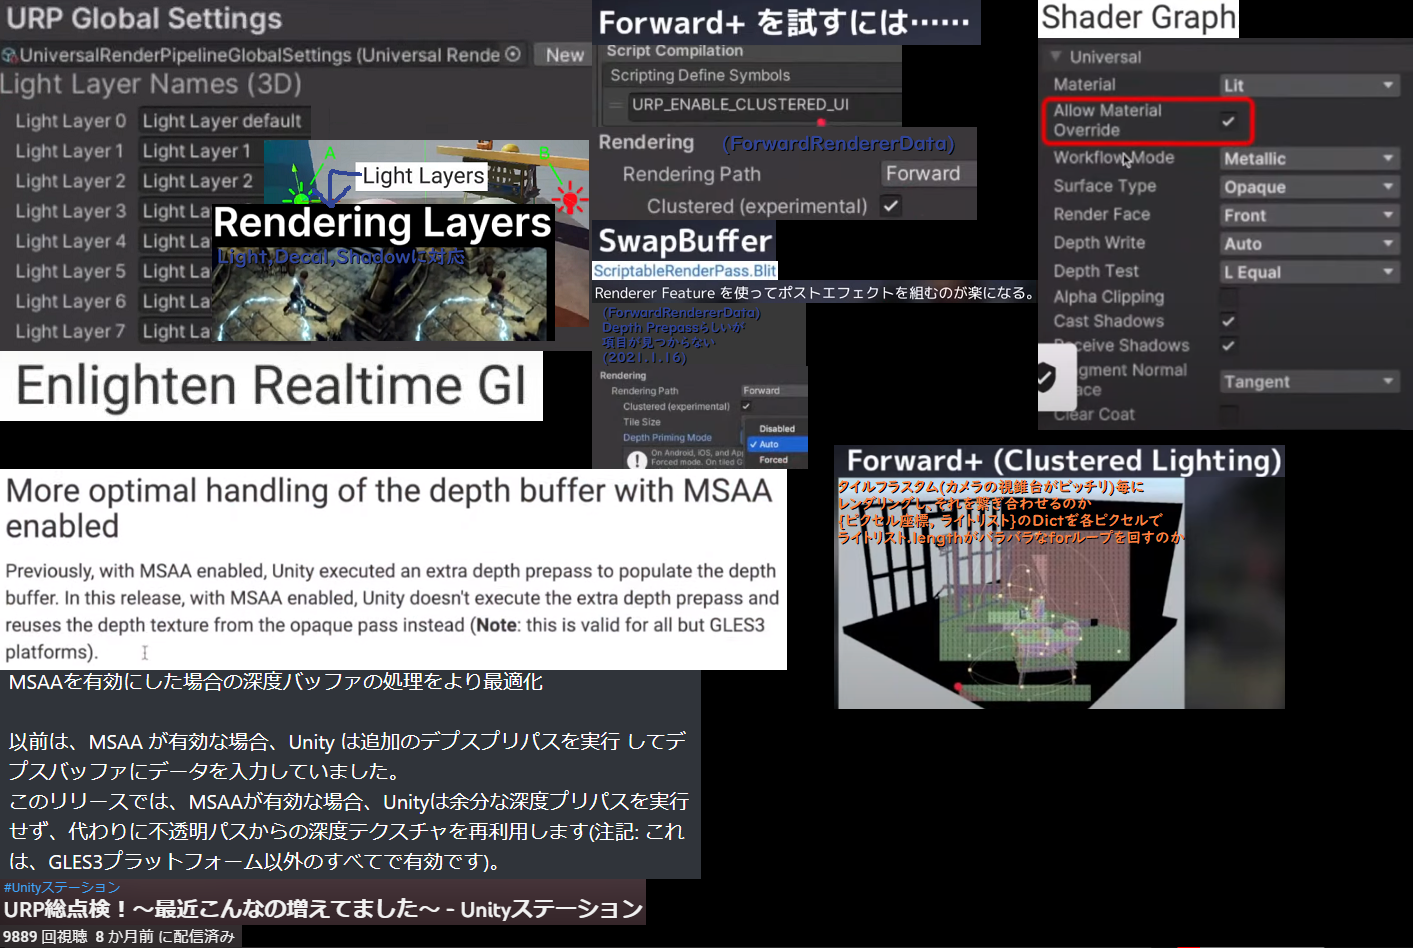 URP Global Settings
UniversalRenderPipelineGlobalSettings (Universal Rende
New
Light Layer Names (3D)
Light Layer 0
Light Layer default
Light Layer 1
Light Layer 1
Light Layer 2
Light Layer 2
Light Layer 3
Light La
Light Layer 4
Light La
Light Layer 5
Light La
Light Layer 6
Light La
Light Layer 7
Light La
A
B
Light Layers
Rendering Layers
Light,Decal,Shadowに対応
Enlighten Realtime GI
Forward+ を試すには……
Script Compilation
Scripting Define Symbols
URP_ENABLE_CLUSTERED_UI
Rendering
(ForwardRendererData)
Rendering Path
Forward
Clustered (experimental)
SwapBuffer
ScriptableRenderPass.Blit
Renderer Feature を使ってポストエフェクトを組むのが楽になる。
(ForwardRendererData)
Depth Prepassらしいが
項目が見つからない
(2021.1.16)
Rendering
Rendering Path
Forward
Clustered (experimental)
Tile Size
Depth Priming Mode
Disabled
Auto
Forced
On Android, iOS, and Ap
Forced mode. On tiled G
Shader Graph
Universal
Material
Lit
Allow Material
Override
Workflow Mode
Metallic
Surface Type
Opaque
Render Face
Front
Depth Write
Auto
Depth Test
L Equal
Alpha Clipping
Cast Shadows
Receive Shadows
gment Normal
ace
Tangent
Clear Coat
Forward+ (Clustered Lighting)
タイルフラスタム(カメラの視錐台がピッチリ)毎に
レンダリングし、それを繋ぎ合わせるのか
{ピクセル座標, ライトリスト}のDictを各ピクセルで
ライトリスト.lengthがバラバラなforループを回すのか
More optimal handling of the depth buffer with MSAA
enabled
Previously, with MSAA enabled, Unity executed an extra depth prepass to populate the depth
buffer. In this release, with MSAA enabled, Unity doesn't execute the extra depth prepass and
reuses the depth texture from the opaque pass instead (Note: this is valid for all but GLES3
platforms).
MSAAを有効にした場合の深度バッファの処理をより最適化
以前は、MSAA が有効な場合、Unity は追加のデプスプリパスを実行 してデ
プスバッファにデータを入力していました。
このリリースでは、MSAAが有効な場合、Unityは余分な深度プリパスを実行
せず、代わりに不透明パスからの深度テクスチャを再利用します(注記: これ
は、GLES3プラットフォーム以外のすべてで有効です)。
#Unityステーション
URP総点検！〜最近こんなの増えてました〜 - Unityステーション
9889 回視聴 8 か月前 に配信済み